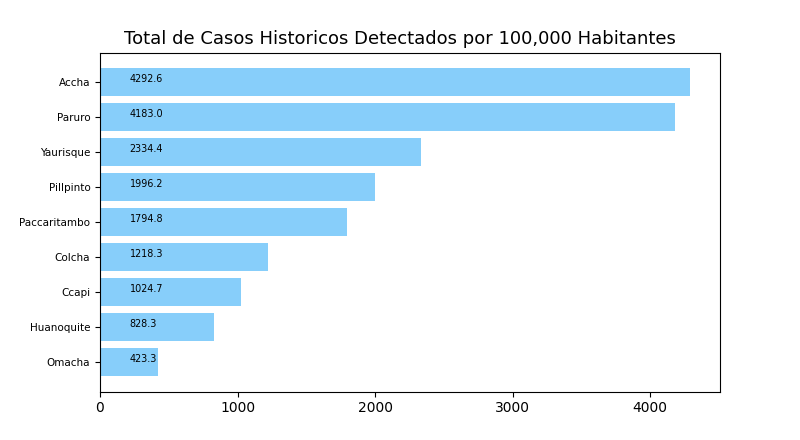 Total de Casos Historicos Detectados por 100,000 Habitantes
Accha 4292.6
Paruro 4183.0
Yaurisque 2334.4
Pillpinto 1996.2
Paccaritambo 1794.8
Colcha 1218.3
Ccapi 1024.7
Huanoquite 828.3
Omacha 423.3
0 1000 2000 3000 4000